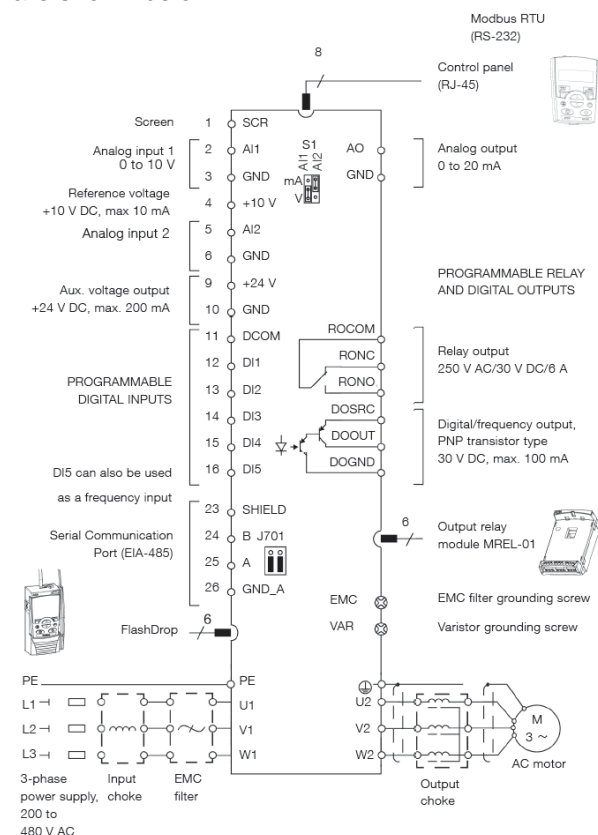 Modbus RTU
(RS-232)
8
Control panel
(RJ-45)
Screen 1 SCR
Analog input 1
0 to 10 V
2 AI1
3 GND
S1
AI1
AI2
mA
V
AO
GND
Analog output
0 to 20 mA
Reference voltage
+10 V DC, max 10 mA
4 +10 V
Analog input 2
5 AI2
6 GND
Aux. voltage output
+24 V DC, max. 200 mA
9 +24 V
10 GND
PROGRAMMABLE RELAY
AND DIGITAL OUTPUTS
PROGRAMMABLE
DIGITAL INPUTS
11 DCOM
12 DI1
13 DI2
14 DI3
15 DI4
16 DI5
DI5 can also be used
as a frequency input
ROCOM
RONC
RONO
Relay output
250 V AC/30 V DC/6 A
DOSRC
DOOUT
DOGND
Digital/frequency output,
PNP transistor type
30 V DC, max. 100 mA
Serial Communication
Port (EIA-485)
23 SHIELD
24 B J701
25 A
26 GND_A
6
Output relay
module MREL-01
FlashDrop 6
EMC EMC filter grounding screw
VAR Varistor grounding screw
PE PE
L1 U1
L2 V1
L3 W1
3-phase
power supply,
200 to
480 V AC
Input
choke
EMC
filter
U2
V2
W2
Output
choke
M
3 ~
AC motor